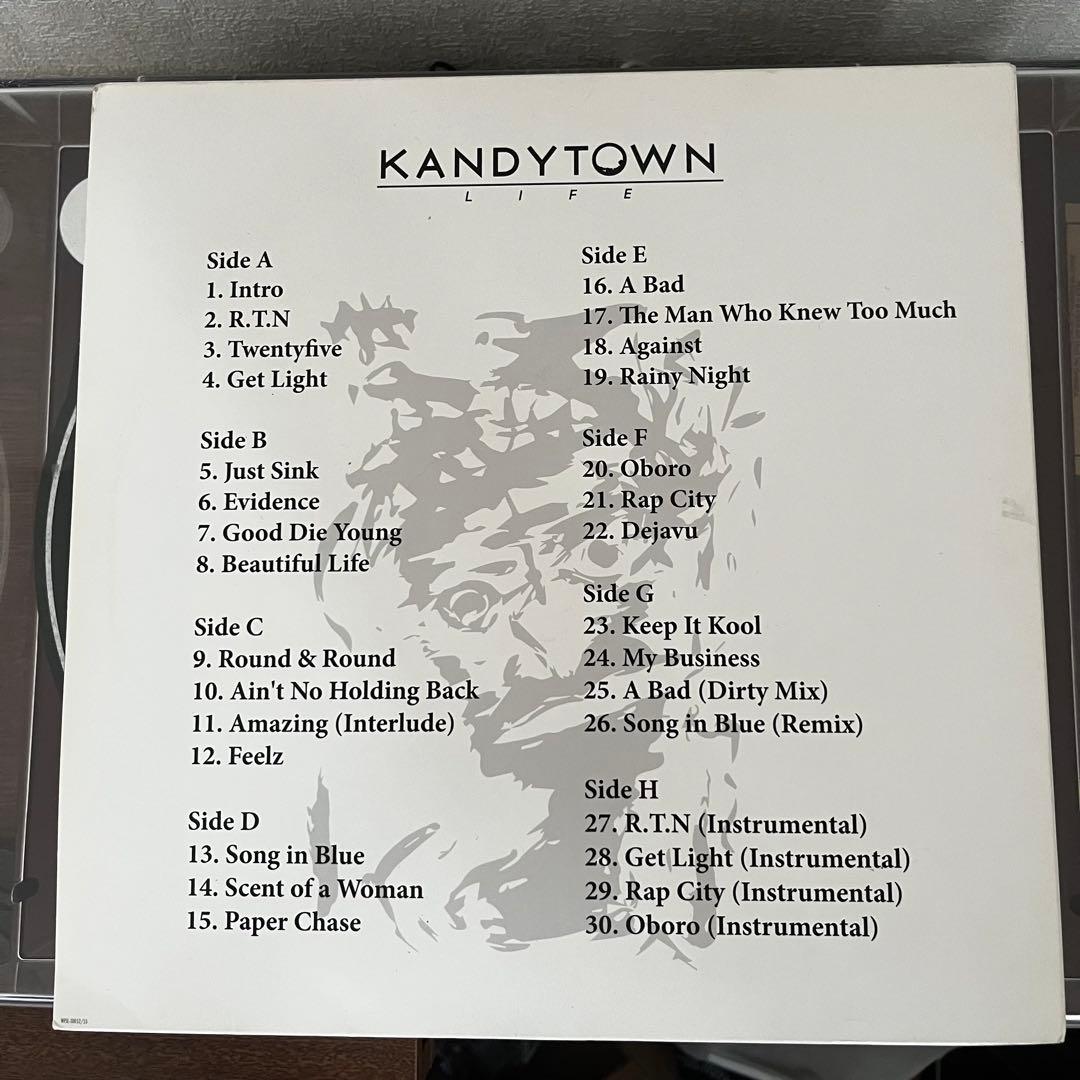 KANDYTOWN
LIFE
Side A
1. Intro
2. R.T.N
3. Twentyfive
4. Get Light
Side B
5. Just Sink
6. Evidence
7. Good Die Young
8. Beautiful Life
Side C
9. Round & Round
10. Ain't No Holding Back
11. Amazing (Interlude)
12. Feelz
Side D
13. Song in Blue
14. Scent of a Woman
15. Paper Chase
Side E
16. A Bad
17. The Man Who Knew Too Much
18. Against
19. Rainy Night
Side F
20. Oboro
21. Rap City
22. Dejavu
Side G
23. Keep It Kool
24. My Business
25. A Bad (Dirty Mix)
26. Song in Blue (Remix)
Side H
27. R.T.N (Instrumental)
28. Get Light (Instrumental)
29. Rap City (Instrumental)
30. Oboro (Instrumental)